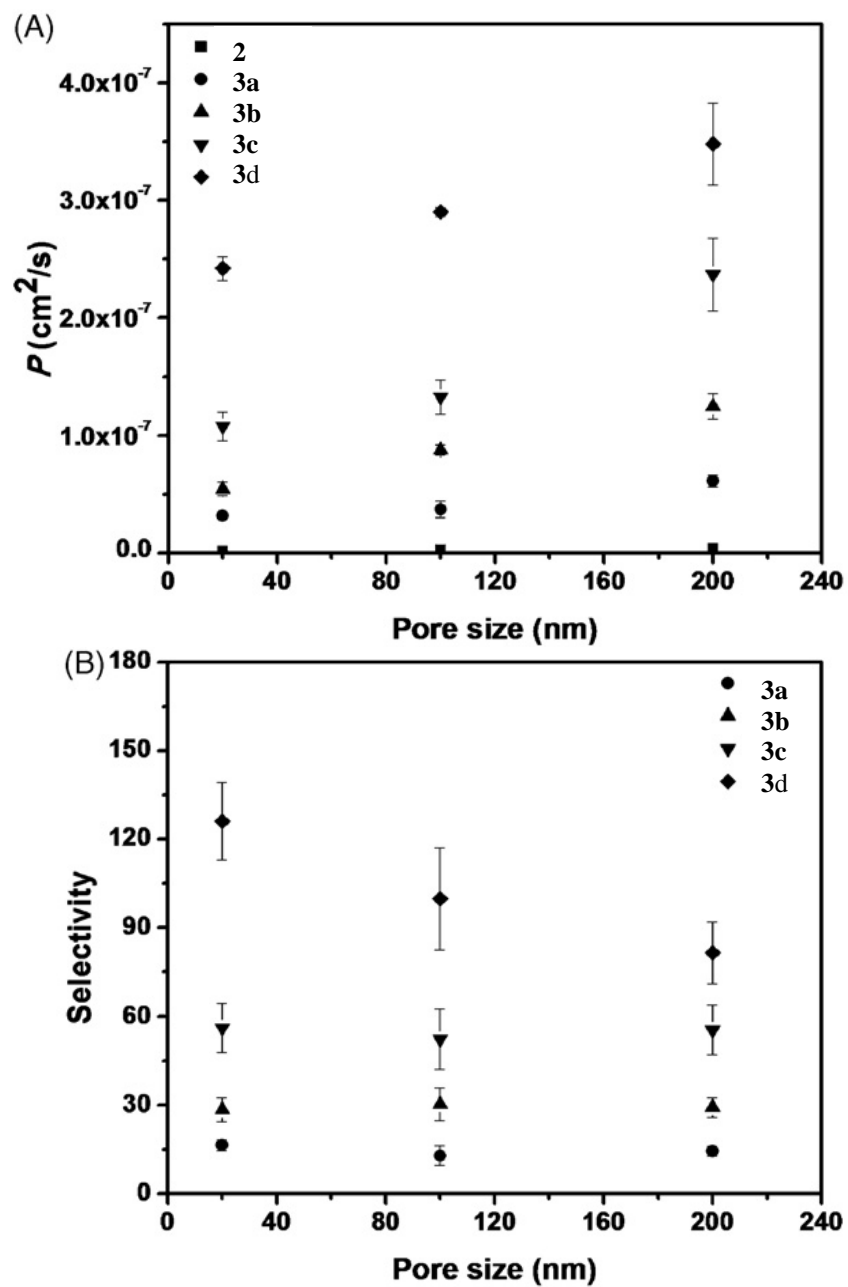 (A)
2
3a
3b
3c
3d
4.0x10⁻⁷
3.0x10⁻⁷
2.0x10⁻⁷
1.0x10⁻⁷
0.0
P (cm²/s)
0 40 80 120 160 200 240
Pore size (nm)
(B)
3a
3b
3c
3d
180
150
120
90
60
30
0
Selectivity
0 40 80 120 160 200 240
Pore size (nm)